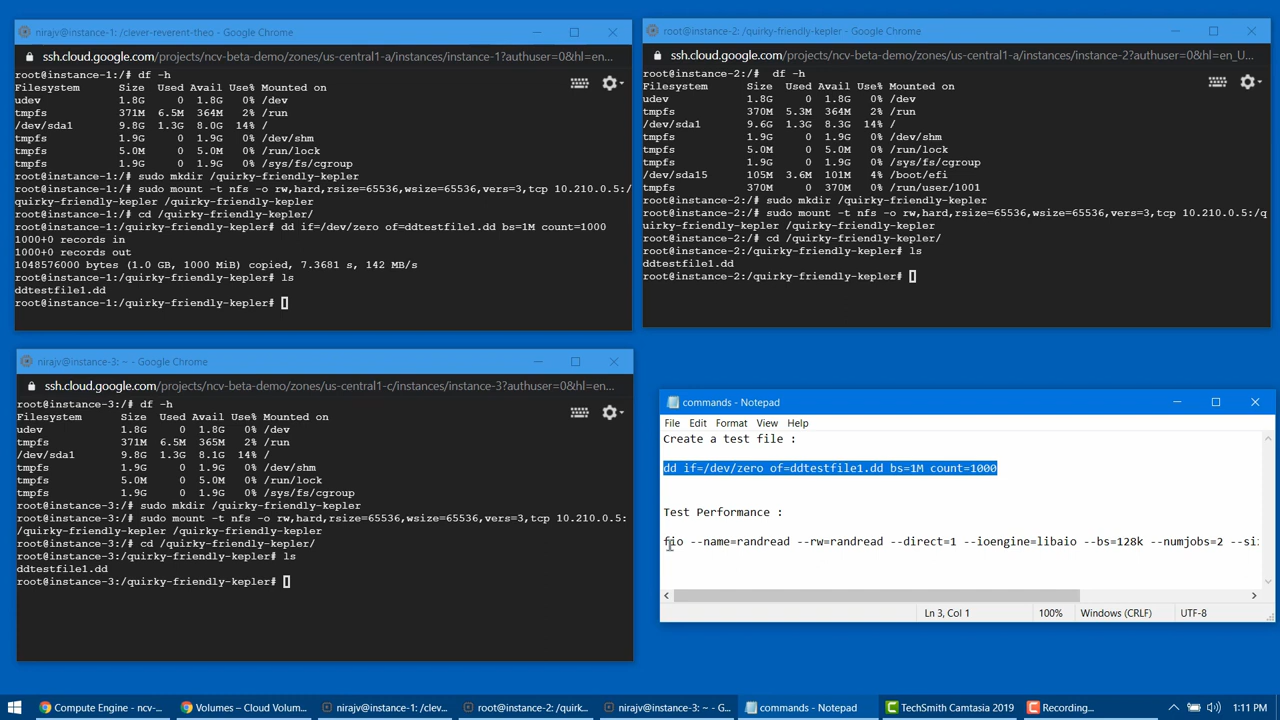 nirajv@instance-1: /clever-reverent-theo - Google Chrome
ssh.cloud.google.com/projects/ncv-beta-demo/zones/us-central1-a/instances/instance-1?authuser=0&hl=en...
root@instance-1:/# df -h
Filesystem Size Used Avail Use% Mounted on
udev 1.8G 0 1.8G 0% /dev
tmpfs 371M 6.5M 364M 2% /run
/dev/sda1 9.8G 1.3G 8.0G 14% /
tmpfs 1.9G 0 1.9G 0% /dev/shm
tmpfs 5.0M 0 5.0M 0% /run/lock
tmpfs 1.9G 0 1.9G 0% /sys/fs/cgroup
root@instance-1:/# sudo mkdir /quirky-friendly-kepler
root@instance-1:/# sudo mount -t nfs -o rw,hard,rsize=65536,wsize=65536,vers=3,tcp 10.210.0.5:/
quirky-friendly-kepler /quirky-friendly-kepler
root@instance-1:/# cd /quirky-friendly-kepler/
root@instance-1:/quirky-friendly-kepler# dd if=/dev/zero of=ddtestfile1.dd bs=1M count=1000
1000+0 records in
1000+0 records out
1048576000 bytes (1.0 GB, 1000 MiB) copied, 7.3681 s, 142 MB/s
root@instance-1:/quirky-friendly-kepler# ls
ddtestfile1.dd
root@instance-1:/quirky-friendly-kepler#
root@instance-2: /quirky-friendly-kepler - Google Chrome
ssh.cloud.google.com/projects/ncv-beta-demo/zones/us-central1-a/instances/instance-2?authuser=0&hl=en_U...
root@instance-2:/# df -h
Filesystem Size Used Avail Use% Mounted on
udev 1.8G 0 1.8G 0% /dev
tmpfs 370M 5.3M 364M 2% /run
/dev/sda1 9.6G 1.3G 8.3G 14% /
tmpfs 1.9G 0 1.9G 0% /dev/shm
tmpfs 5.0M 0 5.0M 0% /run/lock
tmpfs 1.9G 0 1.9G 0% /sys/fs/cgroup
/dev/sda15 105M 3.6M 101M 4% /boot/efi
tmpfs 370M 0 370M 0% /run/user/1001
root@instance-2:/# sudo mkdir /quirky-friendly-kepler
root@instance-2:/# sudo mount -t nfs -o rw,hard,rsize=65536,wsize=65536,vers=3,tcp 10.210.0.5:/q
uirky-friendly-kepler /quirky-friendly-kepler
root@instance-2:/# cd /quirky-friendly-kepler/
root@instance-2:/quirky-friendly-kepler# ls
ddtestfile1.dd
root@instance-2:/quirky-friendly-kepler#
nirajv@instance-3: ~ - Google Chrome
ssh.cloud.google.com/projects/ncv-beta-demo/zones/us-central1-c/instances/instance-3?authuser=0&hl=en...
root@instance-3:/# df -h
Filesystem Size Used Avail Use% Mounted on
udev 1.8G 0 1.8G 0% /dev
tmpfs 371M 6.5M 365M 2% /run
/dev/sda1 9.8G 1.3G 8.1G 14% /
tmpfs 1.9G 0 1.9G 0% /dev/shm
tmpfs 5.0M 0 5.0M 0% /run/lock
tmpfs 1.9G 0 1.9G 0% /sys/fs/cgroup
root@instance-3:/# sudo mkdir /quirky-friendly-kepler
root@instance-3:/# sudo mount -t nfs -o rw,hard,rsize=65536,wsize=65536,vers=3,tcp 10.210.0.5:
/quirky-friendly-kepler /quirky-friendly-kepler
root@instance-3:/# cd /quirky-friendly-kepler/
root@instance-3:/quirky-friendly-kepler# ls
ddtestfile1.dd
root@instance-3:/quirky-friendly-kepler#
commands - Notepad
File Edit Format View Help
Create a test file :
dd if=/dev/zero of=ddtestfile1.dd bs=1M count=1000
Test Performance :
fio --name=randread --rw=randread --direct=1 --ioengine=libaio --bs=128k --numjobs=2 --siz
Ln 3, Col 1 100% Windows (CRLF) UTF-8
Compute Engine - ncv-... Volumes – Cloud Volum... nirajv@instance-1: /clev... root@instance-2: /quirk... nirajv@instance-3: ~ - G... commands - Notepad TechSmith Camtasia 2019 Recording... 1:11 PM